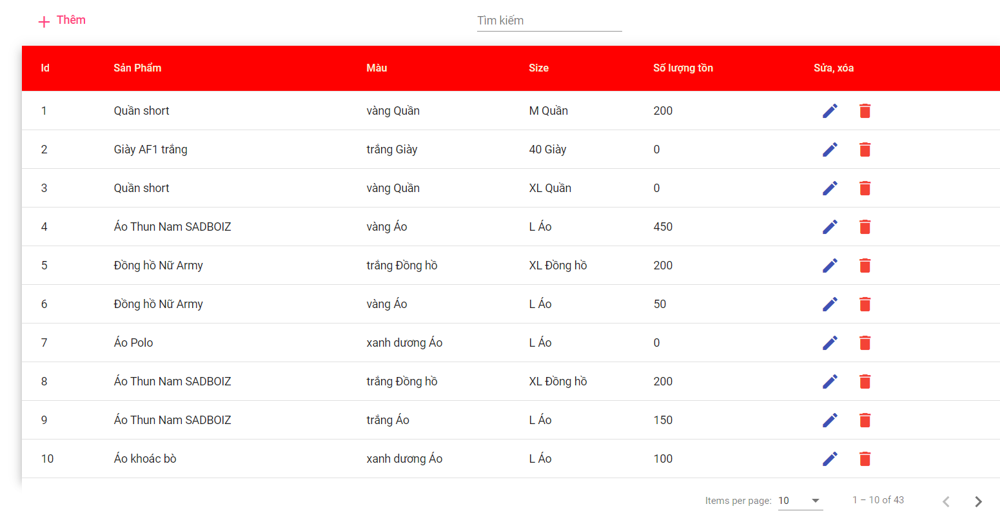 Thêm
Tìm kiếm
Id Sản Phẩm Màu Size Số lượng tồn Sửa, xóa
1 Quần short vàng Quần M Quần 200
2 Giày AF1 trắng trắng Giày 40 Giày 0
3 Quần short vàng Quần XL Quần 0
4 Áo Thun Nam SADBOIZ vàng Áo L Áo 450
5 Đồng hồ Nữ Army trắng Đồng hồ XL Đồng hồ 200
6 Đồng hồ Nữ Army vàng Áo L Áo 50
7 Áo Polo xanh dương Áo L Áo 0
8 Áo Thun Nam SADBOIZ trắng Đồng hồ XL Đồng hồ 200
9 Áo Thun Nam SADBOIZ trắng Áo L Áo 150
10 Áo khoác bò xanh dương Áo L Áo 100
Items per page: 10 1 – 10 of 43